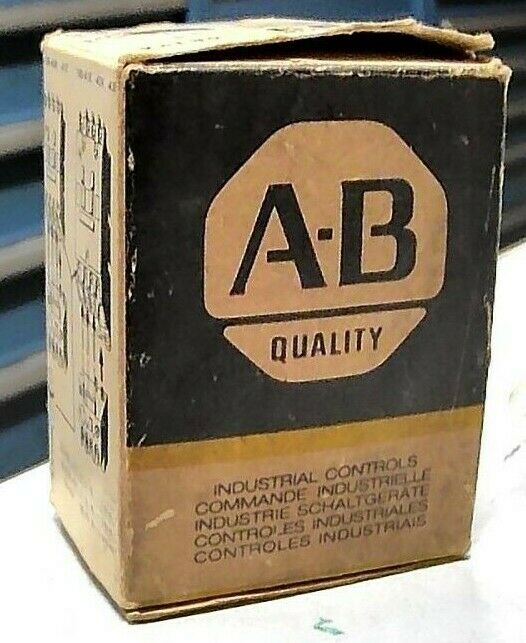 A-B
QUALITY
INDUSTRIAL CONTROLS
COMMANDE INDUSTRIELLE
INDUSTRIE SCHALTGERÄTE
CONTROLES INDUSTRIALES
CONTROLES INDUSTRIAIS